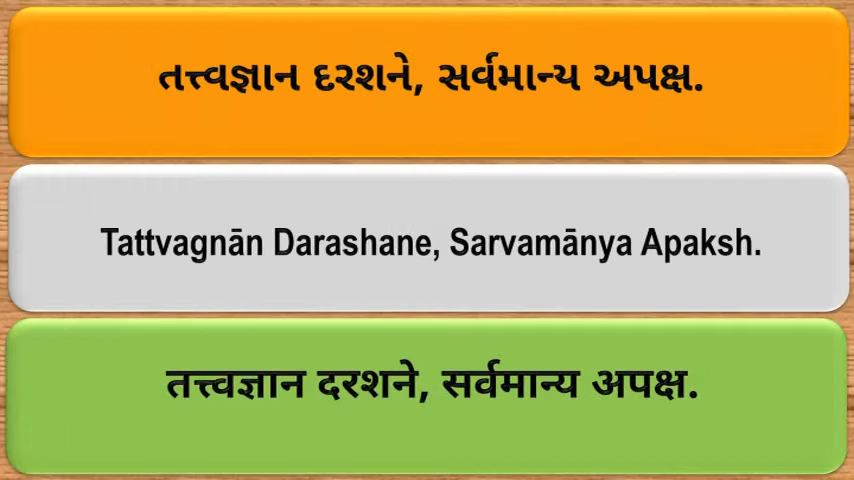 તત્ત્વજ્ઞાન દરશને, સર્વમાન્ય અપક્ષ.
Tattvagnān Darashane, Sarvamānya Apaksh.
तत्त्वज्ञान दरशने, सर्वमान्य अपक्ष.